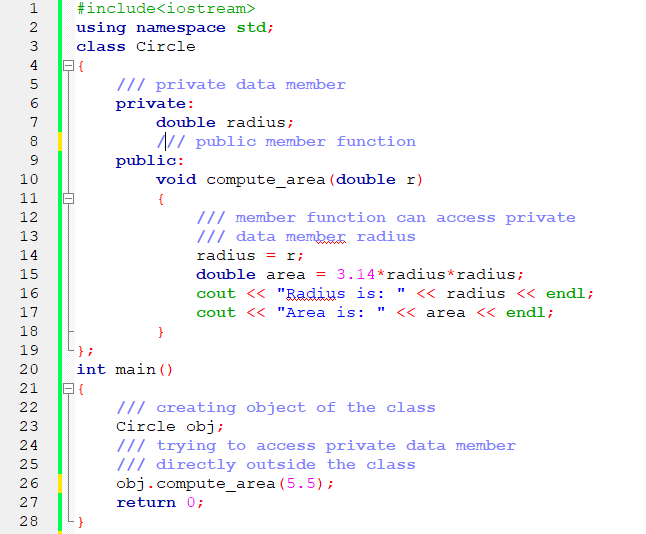 1 #include<iostream>
2 using namespace std;
3 class Circle
4 {
5 /// private data member
6 private:
7 double radius;
8 /// public member function
9 public:
10 void compute_area(double r)
11 {
12 /// member function can access private
13 /// data member radius
14 radius = r;
15 double area = 3.14*radius*radius;
16 cout << "Radius is: " << radius << endl;
17 cout << "Area is: " << area << endl;
18 }
19 };
20 int main()
21 {
22 /// creating object of the class
23 Circle obj;
24 /// trying to access private data member
25 /// directly outside the class
26 obj.compute_area(5.5);
27 return 0;
28 }